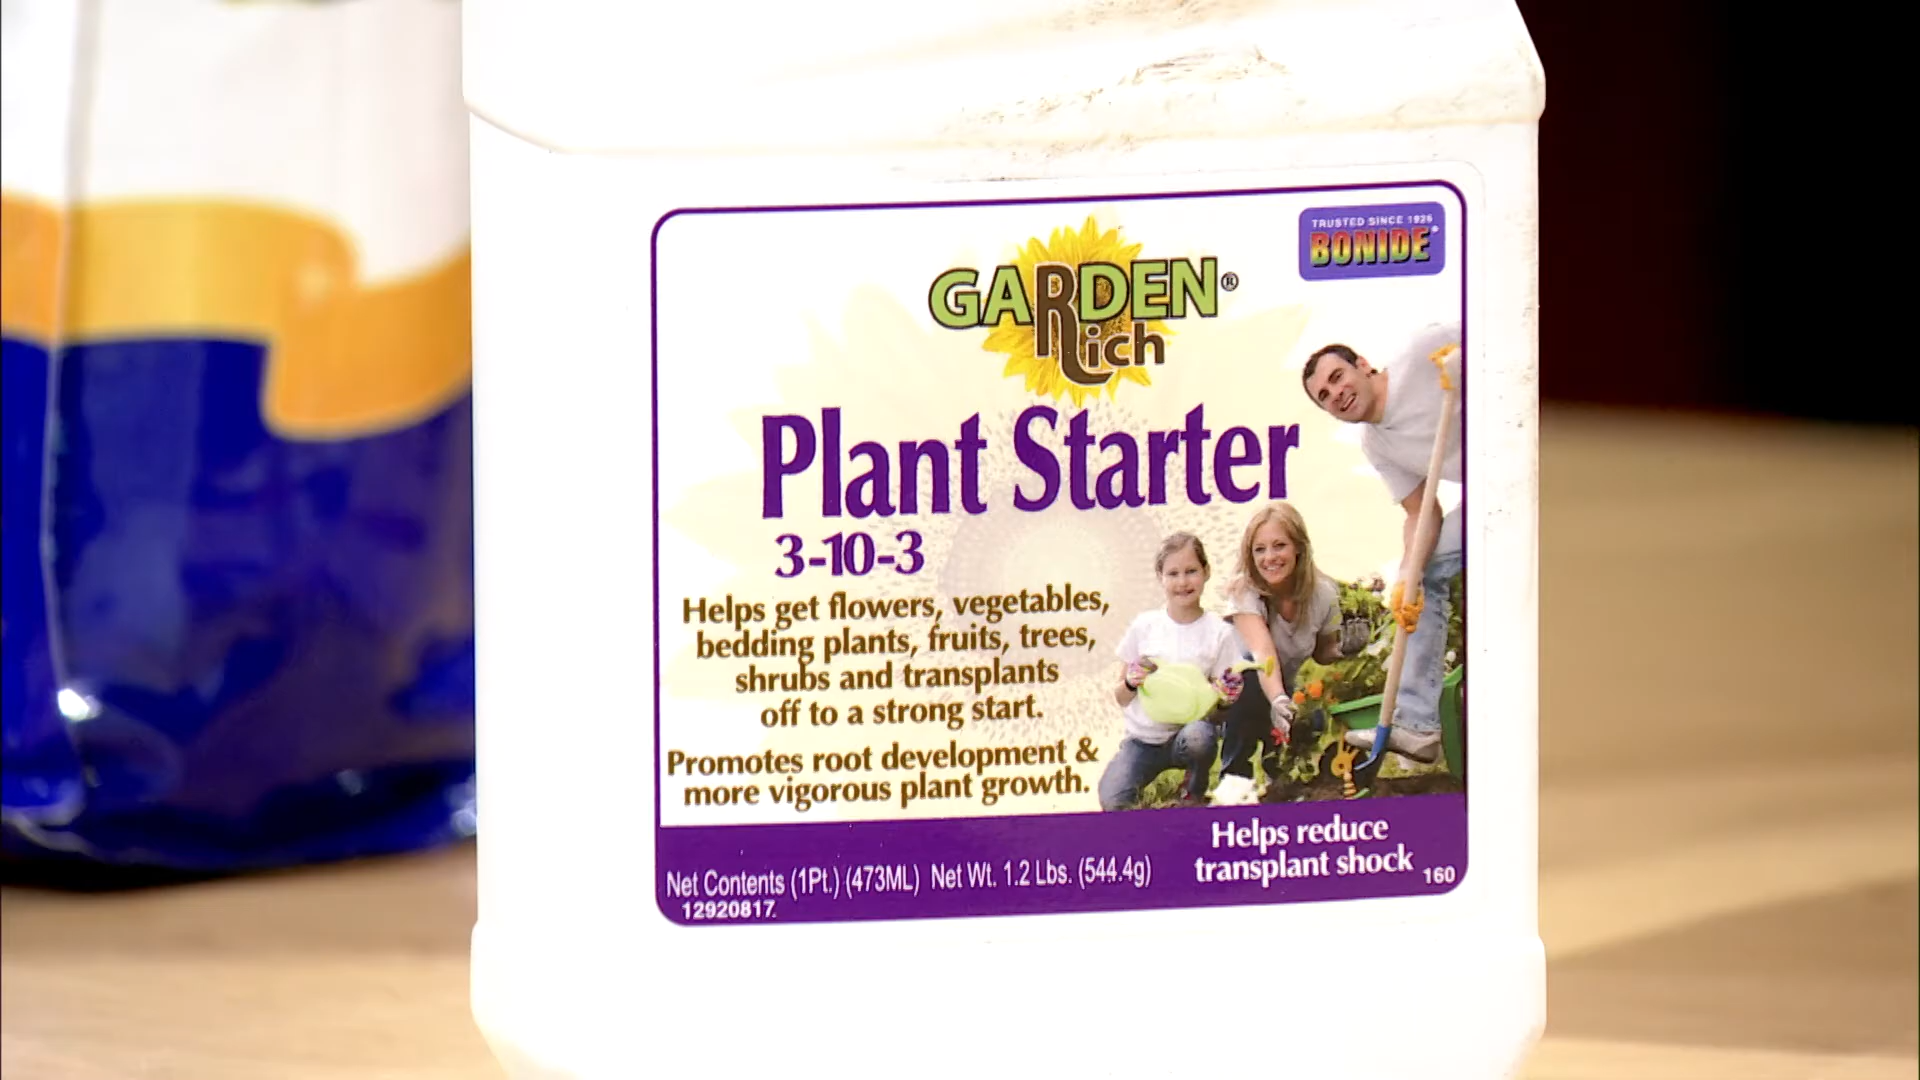 TRUSTED SINCE 1926
BONIDE®
GARDEN®
Rich
Plant Starter
3-10-3
Helps get flowers, vegetables,
bedding plants, fruits, trees,
shrubs and transplants
off to a strong start.
Promotes root development &
more vigorous plant growth.
Helps reduce
transplant shock
Net Contents (1Pt.) (473ML) Net Wt. 1.2 Lbs. (544.4g)
160
12920817